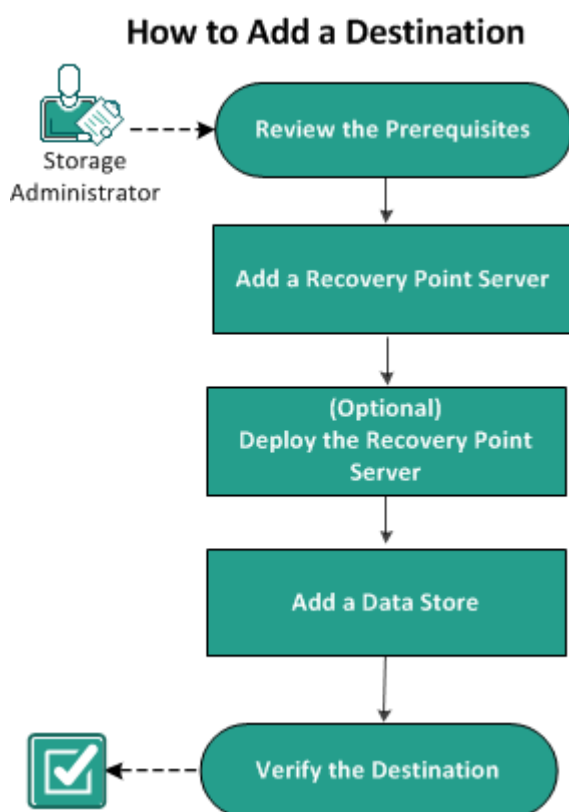 How to Add a Destination
Storage
Administrator
Review the Prerequisites
Add a Recovery Point Server
(Optional)
Deploy the Recovery Point
Server
Add a Data Store
Verify the Destination